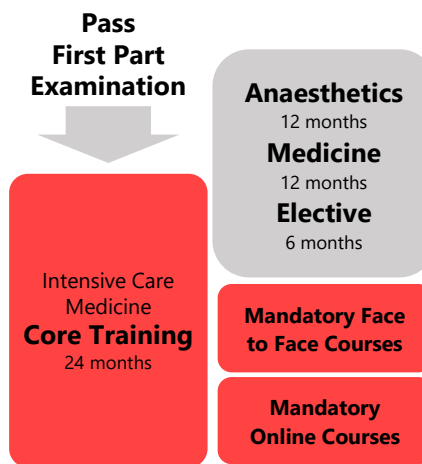 Pass
First Part
Examination
Intensive Care
Medicine
Core Training
24 months
Anaesthetics
12 months
Medicine
12 months
Elective
6 months
Mandatory Face
to Face Courses
Mandatory
Online Courses